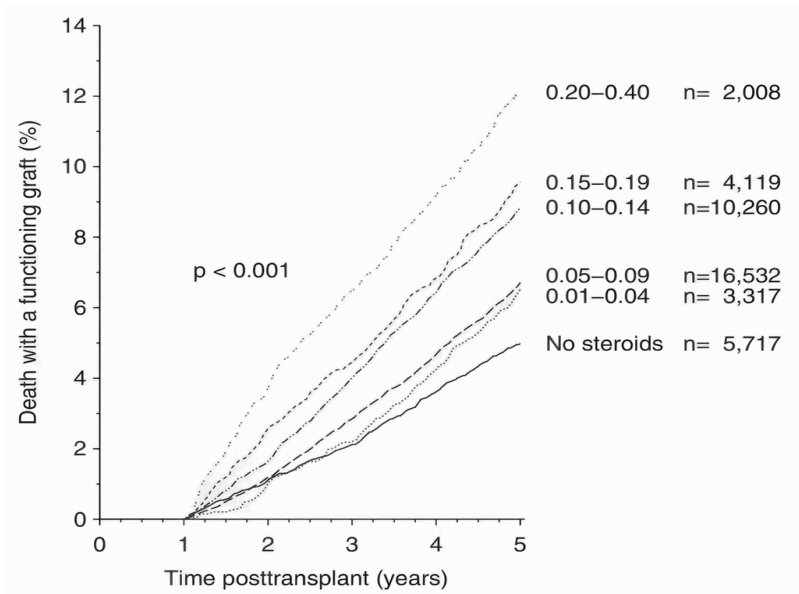 Death with a functioning graft (%)
14
12
10
8
6
4
2
0
0 1 2 3 4 5
Time posttransplant (years)
p < 0.001
0.20–0.40 n= 2,008
0.15–0.19 n= 4,119
0.10–0.14 n=10,260
0.05–0.09 n=16,532
0.01–0.04 n= 3,317
No steroids n= 5,717